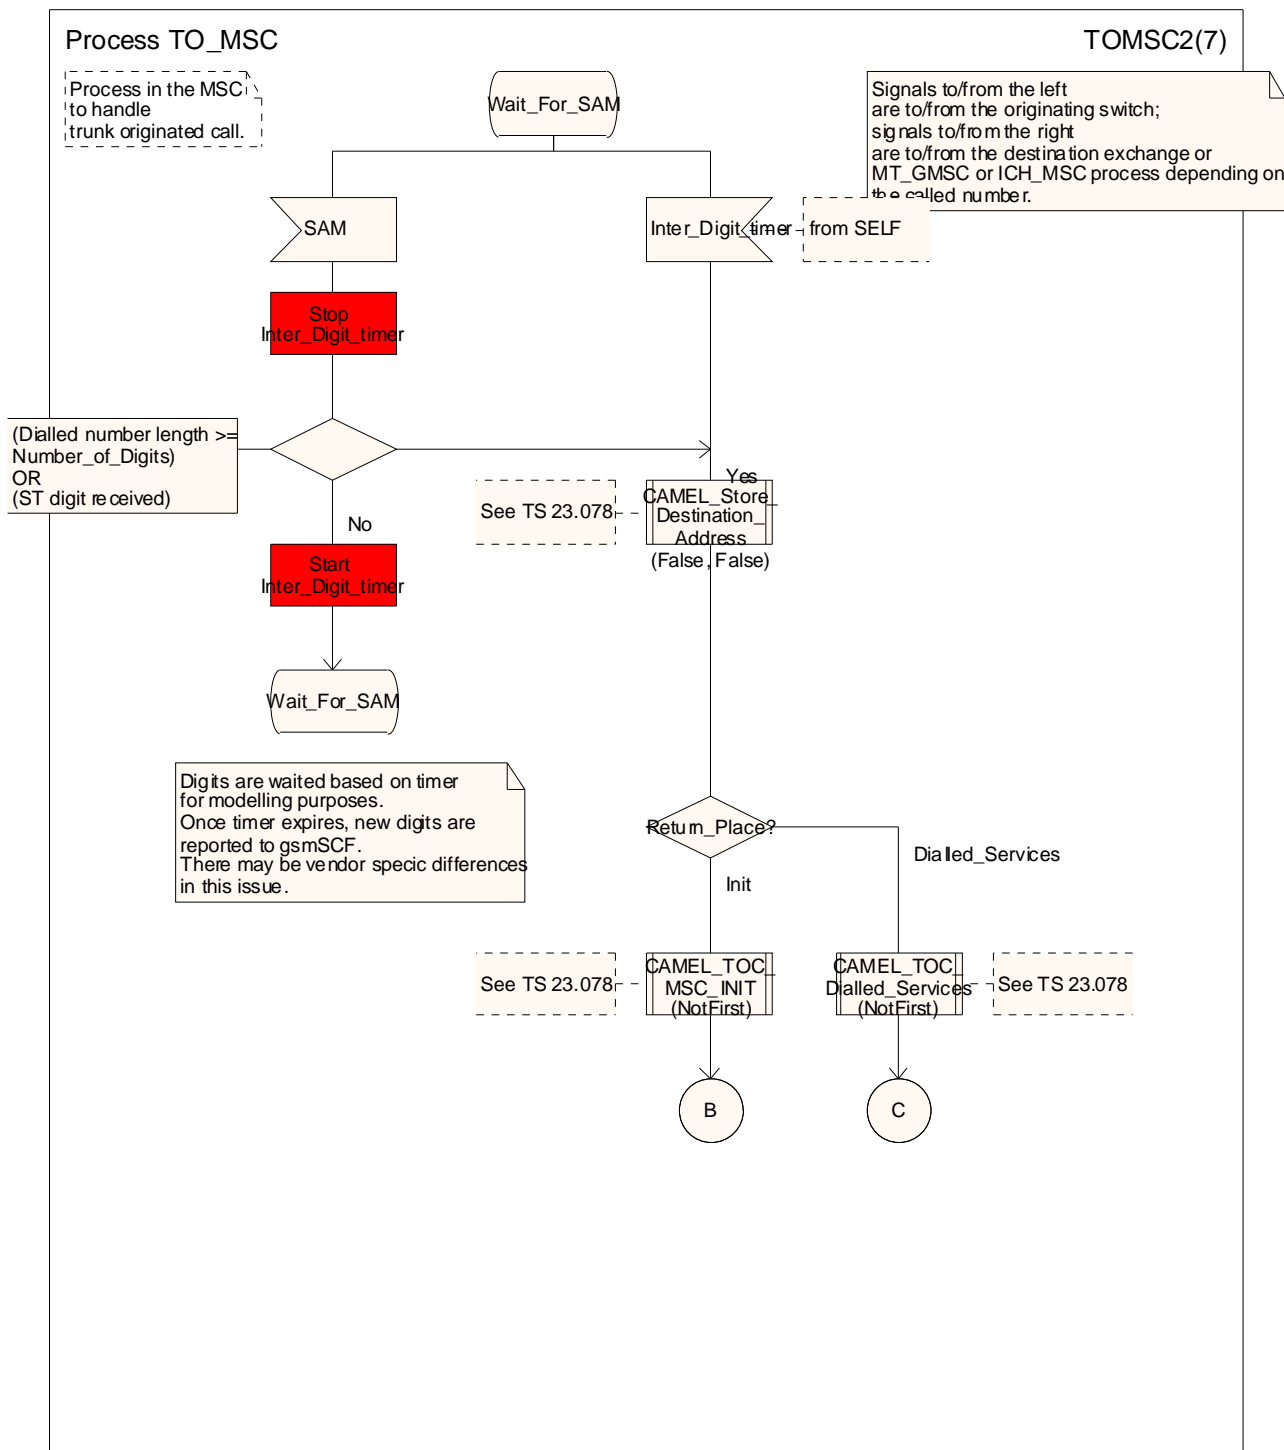 Process TO_MSC
TOMSC2(7)
Process in the MSC
to handle
trunk originated call.
Wait_For_SAM
Signals to/from the left
are to/from the originating switch;
signals to/from the right
are to/from the destination exchange or
MT_GMSC or ICH_MSC process depending on
the called number.
SAM
Inter_Digit_timer
from SELF
Stop
Inter_Digit_timer
(Dialled number length >=
Number_of_Digits)
OR
(ST digit received)
Yes
No
See TS 23.078
CAMEL_Store_
Destination_
Address
(False, False)
Start
Inter_Digit_timer
Wait_For_SAM
Digits are waited based on timer
for modelling purposes.
Once timer expires, new digits are
reported to gsmSCF.
There may be vendor specic differences
in this issue.
Return_Place?
Dialled_Services
Init
See TS 23.078
CAMEL_TOC_
MSC_INIT
(NotFirst)
CAMEL_TOC_
Dialled_Services
(NotFirst)
See TS 23.078
B
C